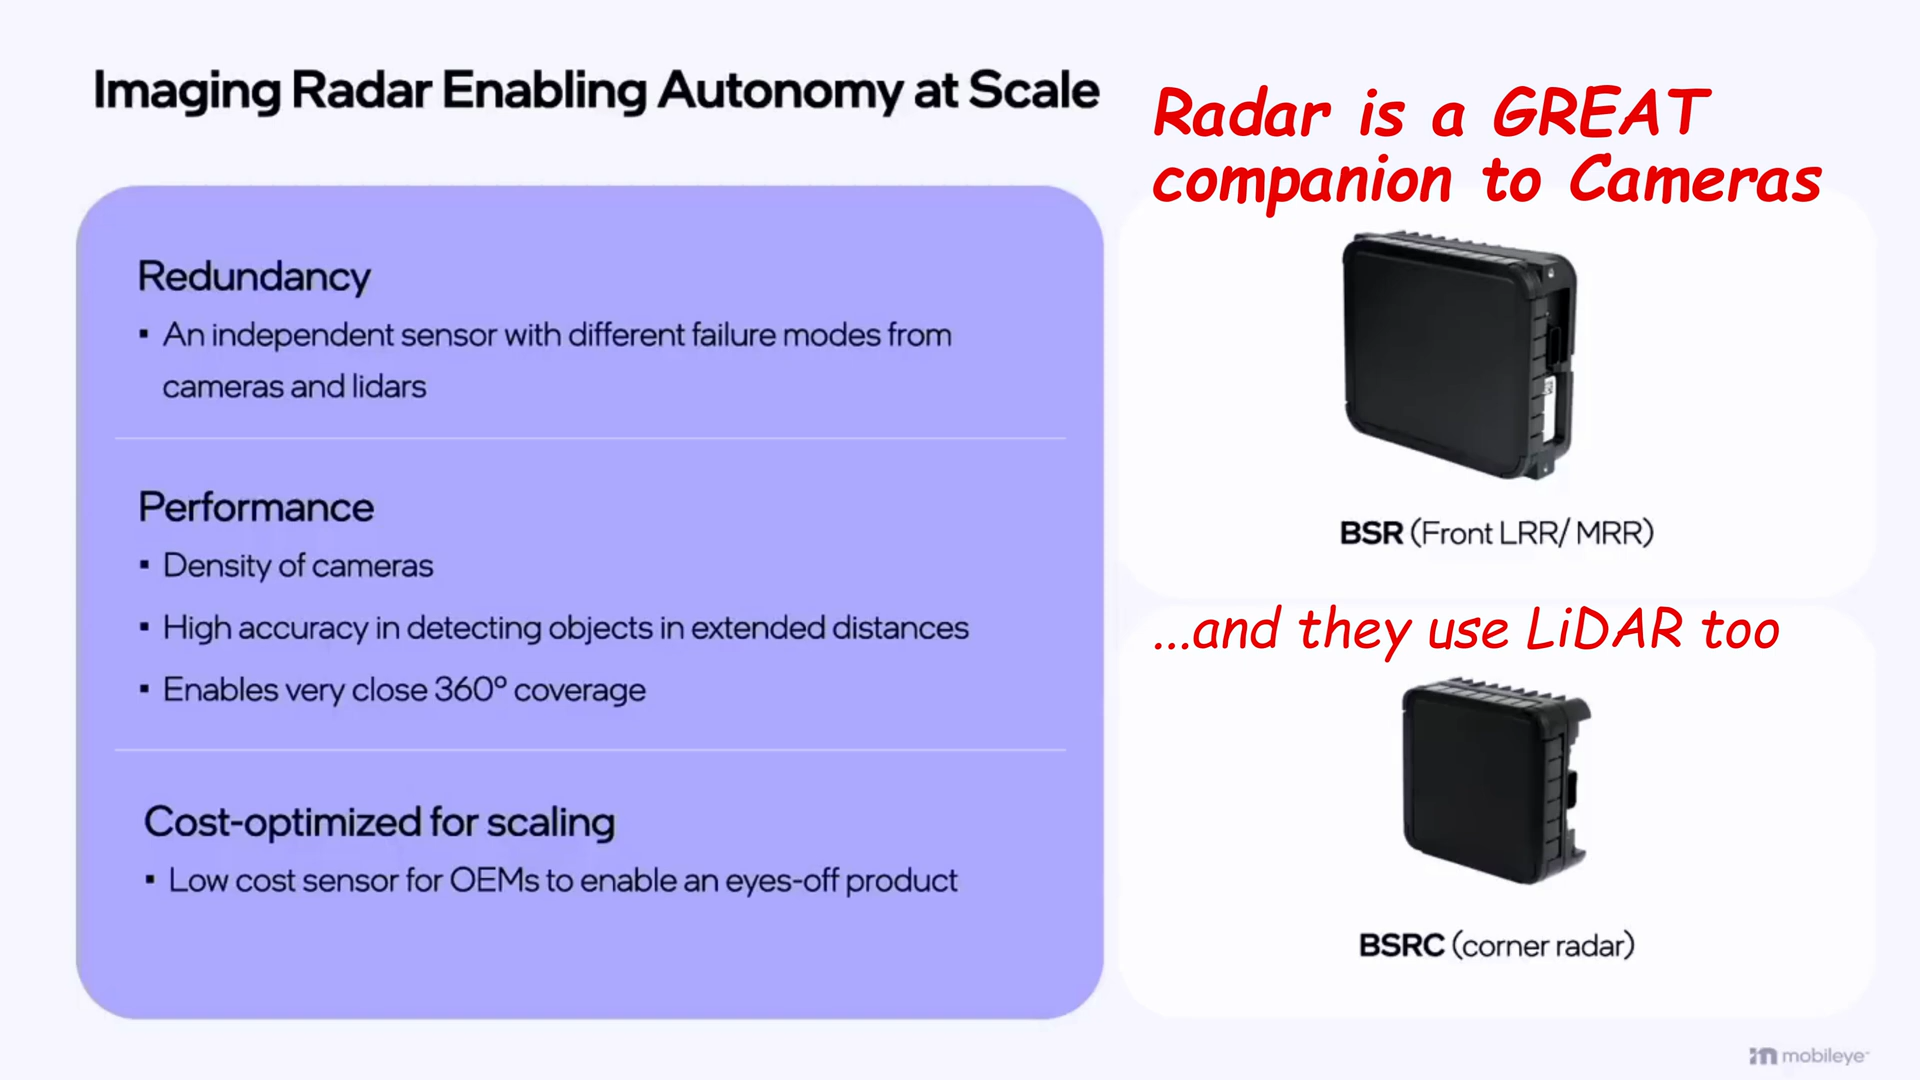 Imaging Radar Enabling Autonomy at Scale
Radar is a GREAT
companion to Cameras
Redundancy
▪ An independent sensor with different failure modes from
cameras and lidars
Performance
▪ Density of cameras
▪ High accuracy in detecting objects in extended distances
▪ Enables very close 360° coverage
Cost-optimized for scaling
▪ Low cost sensor for OEMs to enable an eyes-off product
BSR (Front LRR/ MRR)
...and they use LiDAR too
BSRC (corner radar)
mobileye™